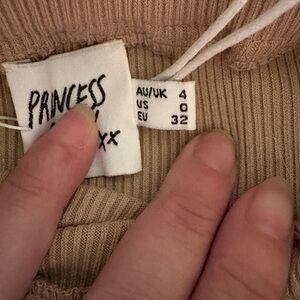 PRINCESS
xx
AU/UK 4
US 0
EU 32